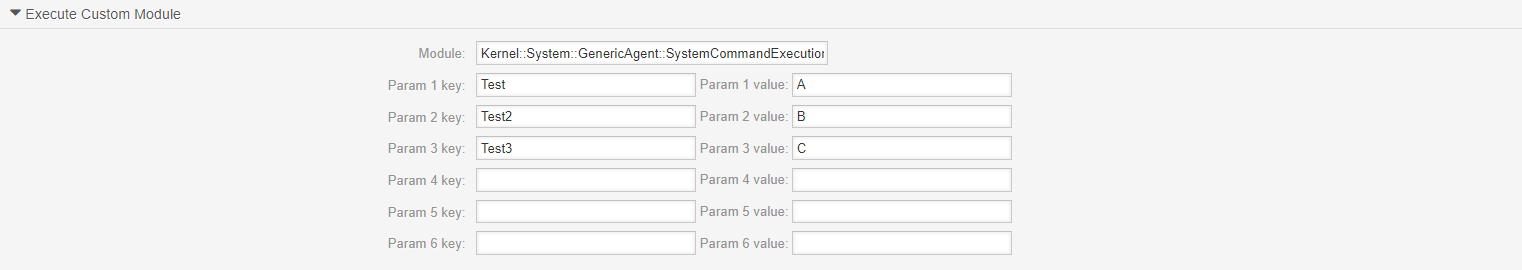 Execute Custom Module
Module: Kernel::System::GenericAgent::SystemCommandExecution
Param 1 key: Test Param 1 value: A
Param 2 key: Test2 Param 2 value: B
Param 3 key: Test3 Param 3 value: C
Param 4 key: Param 4 value:
Param 5 key: Param 5 value:
Param 6 key: Param 6 value: